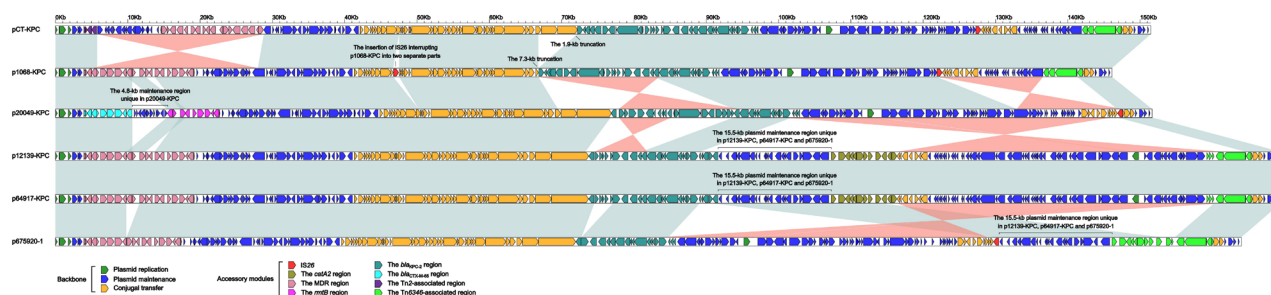 0Kb 10Kb 20Kb 30Kb 40Kb 50Kb 60Kb 70Kb 80Kb 90Kb 100Kb 110Kb 120Kb 130Kb 140Kb 150Kb
pCT-KPC
The 1.9-kb truncation
The insertion of IS26 interrupting
p1068-KPC into two separate parts
The 7.3-kb truncation
p1068-KPC
The 4.8-kb maintenance region
unique in p20049-KPC
p20049-KPC
The 15.5-kb plasmid maintenance region unique
in p12139-KPC, p64917-KPC and p675920-1
p12139-KPC
The 15.5-kb plasmid maintenance region unique
in p12139-KPC, p64917-KPC and p675920-1
p64917-KPC
The 15.5-kb plasmid maintenance region unique
in p12139-KPC, p64917-KPC and p675920-1
p675920-1
Backbone
Plasmid replication
Plasmid maintenance
Conjugal transfer
Accessory modules
IS26
The catA2 region
The MDR region
The rmtB region
The blaKPC-2 region
The blaCTX-M-65 region
The Tn2-associated region
The Tn6346-associated region